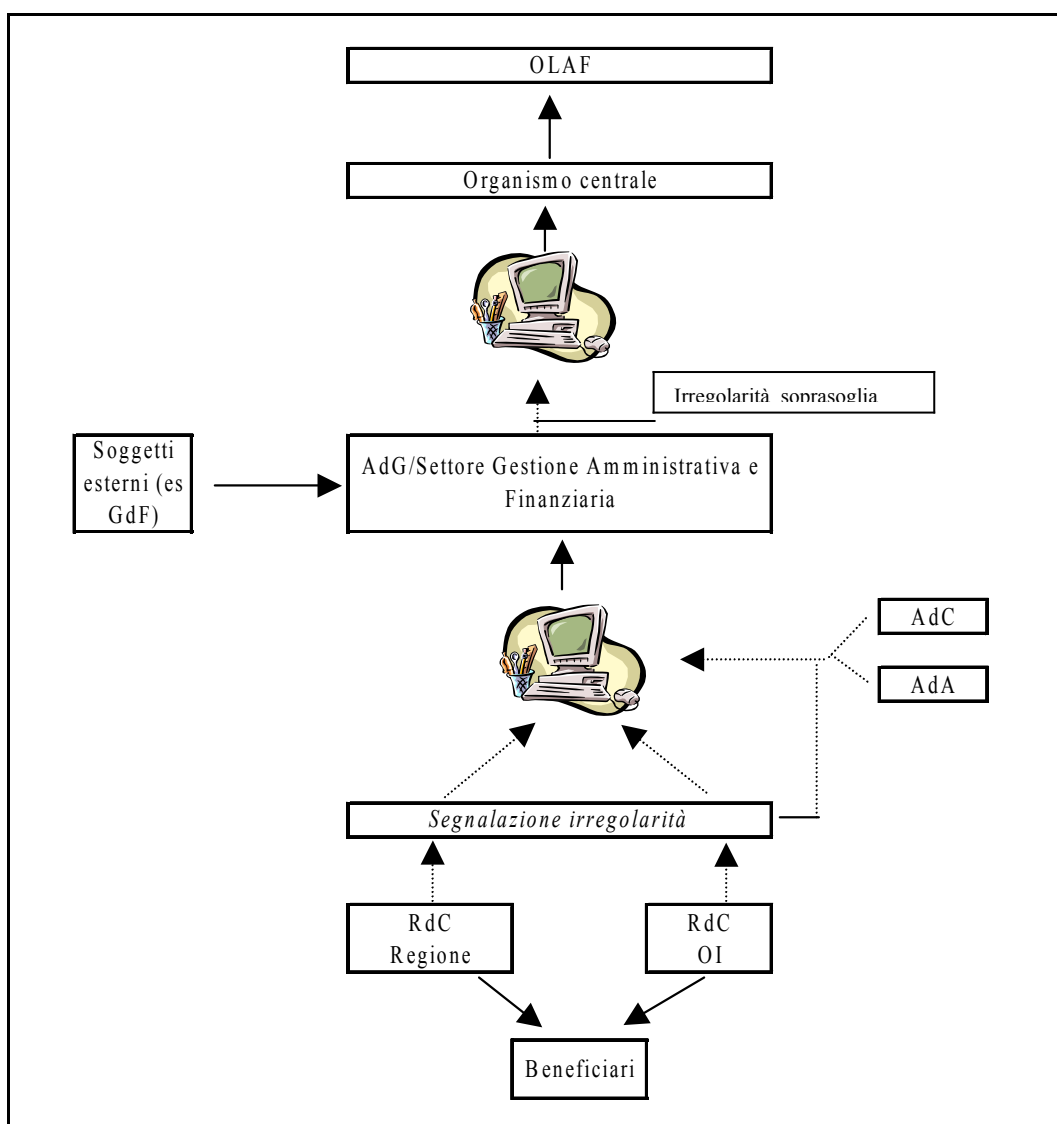 OLAF
Organismo centrale
Irregolarità soprasoglia
Soggetti
esterni (es
GdF)
AdG/Settore Gestione Amministrativa e
Finanziaria
AdC
AdA
Segnalazione irregolarità
RdC
Regione
RdC
OI
Beneficiari